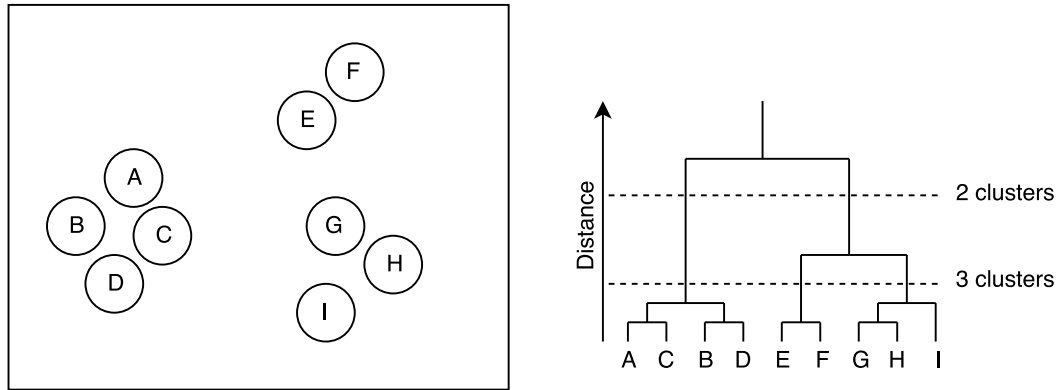 F
E
A
B
C
G
H
D
I
Distance
2 clusters
3 clusters
A C B D E F G H I